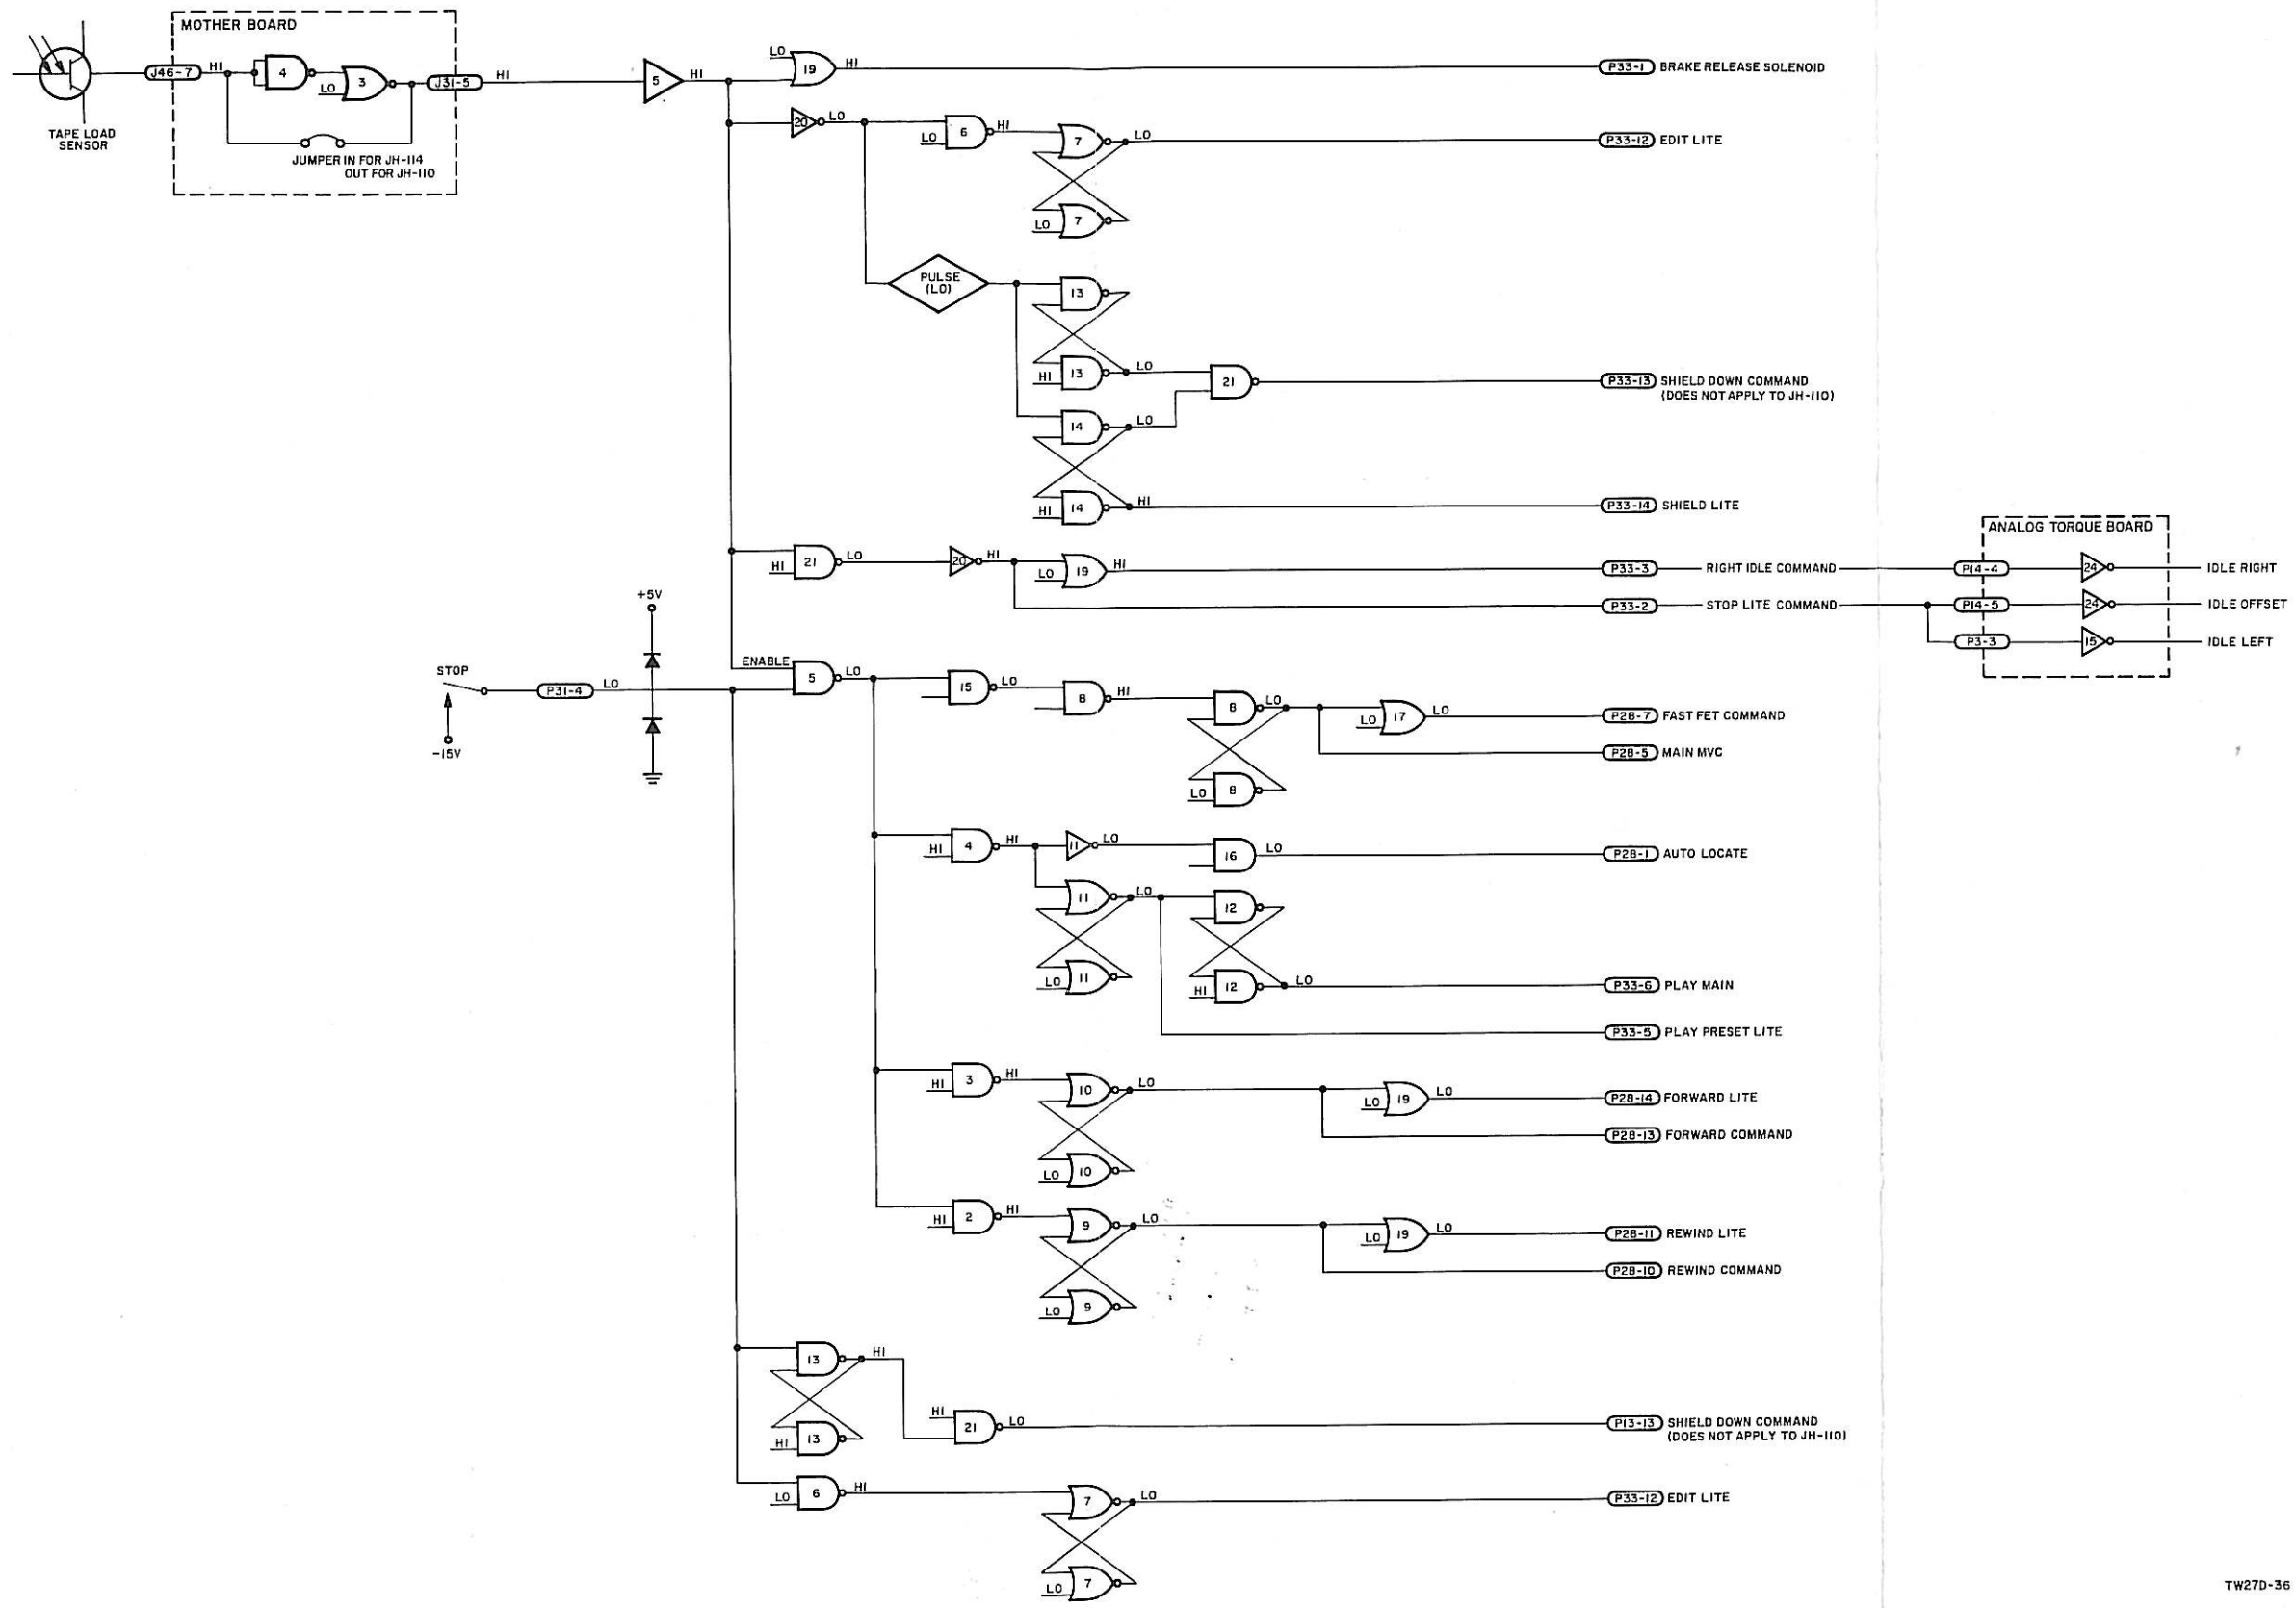 MOTHER BOARD
TAPE LOAD
SENSOR
J46-7
HI
4
LO
3
J31-5
HI
JUMPER IN FOR JH-114
OUT FOR JH-110
5
HI
LO
19
HI
P33-1
BRAKE RELEASE SOLENOID
20
LO
LO
6
HI
7
LO
P33-12
EDIT LITE
LO
7
PULSE
(LO)
13
HI
13
LO
21
P33-13
SHIELD DOWN COMMAND
(DOES NOT APPLY TO JH-110)
14
LO
HI
14
HI
P33-14
SHIELD LITE
HI
21
LO
20
HI
LO
19
HI
P33-3
RIGHT IDLE COMMAND
P33-2
STOP LITE COMMAND
ANALOG TORQUE BOARD
P14-4
24
IDLE RIGHT
P14-5
24
IDLE OFFSET
P3-3
15
IDLE LEFT
+5V
STOP
-15V
P31-4
LO
ENABLE
5
LO
15
LO
8
HI
8
LO
LO
17
LO
P28-7
FAST FET COMMAND
P28-5
MAIN MVC
LO
8
HI
4
HI
11
LO
16
LO
P28-1
AUTO LOCATE
11
LO
12
LO
11
HI
12
LO
P33-6
PLAY MAIN
P33-5
PLAY PRESET LITE
HI
3
HI
10
LO
LO
19
LO
P28-14
FORWARD LITE
P28-13
FORWARD COMMAND
LO
10
HI
2
HI
9
LO
LO
19
LO
P28-11
REWIND LITE
P28-10
REWIND COMMAND
LO
9
13
HI
HI
13
HI
21
LO
P13-13
SHIELD DOWN COMMAND
(DOES NOT APPLY TO JH-110)
LO
6
HI
7
LO
P33-12
EDIT LITE
LO
7
TW27D-36